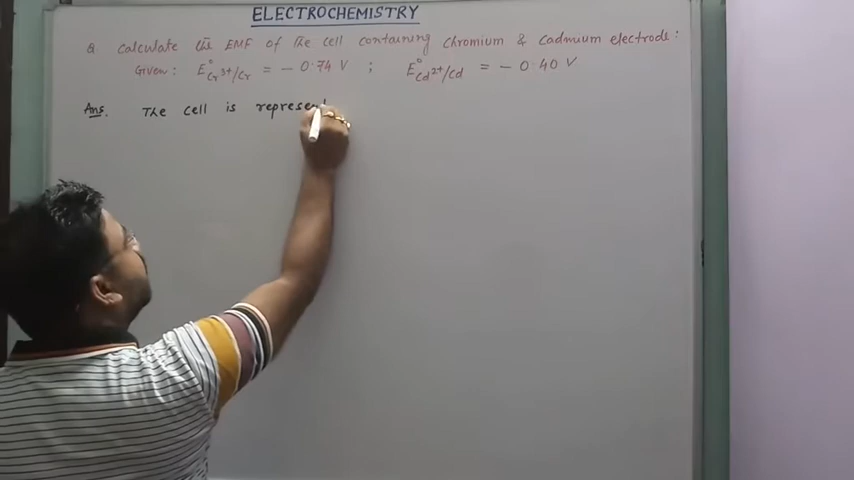 ELECTROCHEMISTRY
Q Calculate the EMF of the cell containing Chromium & Cadmium electrode :
Given : E°Cr³⁺/Cr = - 0.74 V ; E°Cd²⁺/Cd = - 0.40 V
Ans. The cell is represent